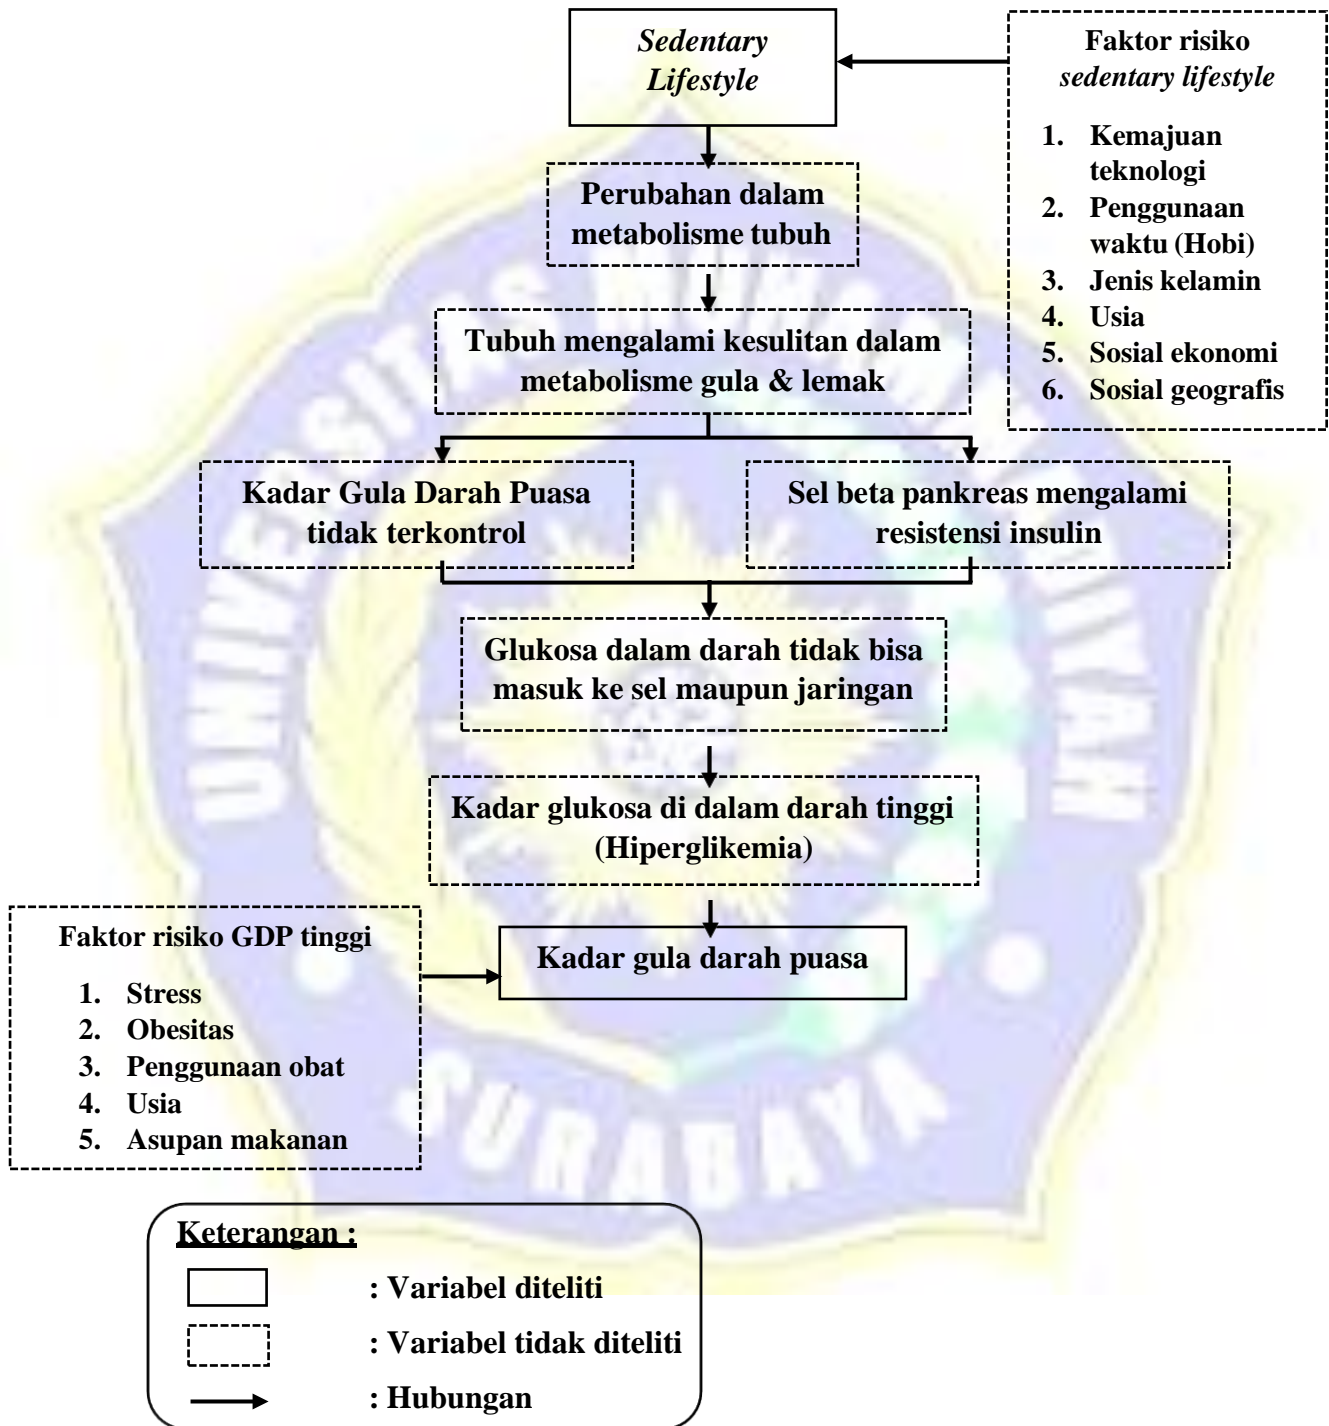 Sedentary
Lifestyle
Faktor risiko
sedentary lifestyle
1. Kemajuan
teknologi
2. Penggunaan
waktu (Hobi)
3. Jenis kelamin
4. Usia
5. Sosial ekonomi
6. Sosial geografis
Perubahan dalam
metabolisme tubuh
Tubuh mengalami kesulitan dalam
metabolisme gula & lemak
Kadar Gula Darah Puasa
tidak terkontrol
Sel beta pankreas mengalami
resistensi insulin
Glukosa dalam darah tidak bisa
masuk ke sel maupun jaringan
Kadar glukosa di dalam darah tinggi
(Hiperglikemia)
Kadar gula darah puasa
Faktor risiko GDP tinggi
1. Stress
2. Obesitas
3. Penggunaan obat
4. Usia
5. Asupan makanan
Keterangan :
: Variabel diteliti
: Variabel tidak diteliti
: Hubungan
UNIVERSITAS MUHAMMADIYAH
SURABAYA